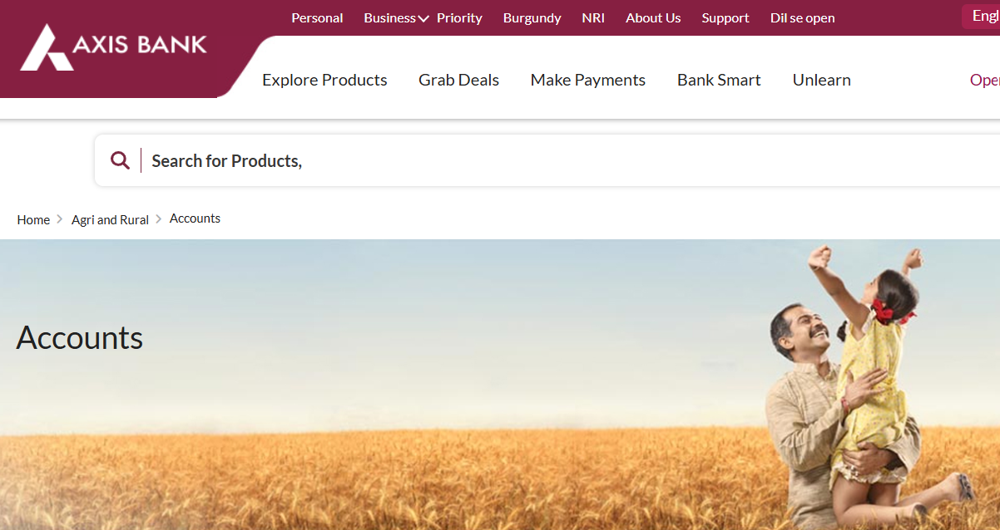 Personal Business Priority Burgundy NRI About Us Support Dil se open Engl
AXIS BANK
Explore Products Grab Deals Make Payments Bank Smart Unlearn Oper
Search for Products,
Home Agri and Rural Accounts
Accounts